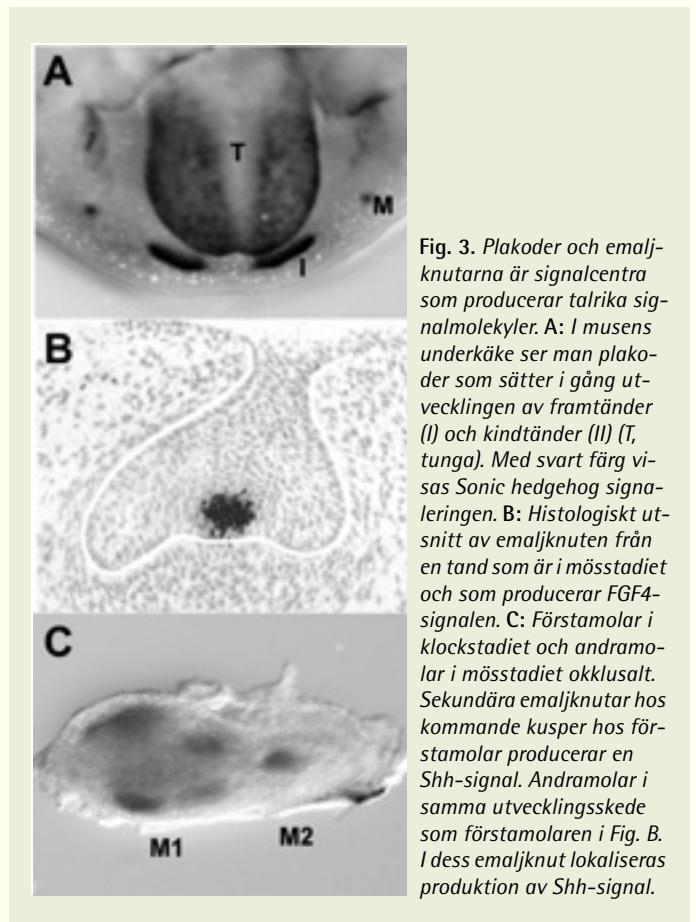 A
T
M
I
B
C
M1
M2
Fig. 3. Plakoder och emalj-
knutarna är signalcentra
som producerar talrika sig-
nalmolekyler. A: I musens
underkäke ser man plako-
der som sätter i gång ut-
vecklingen av framtänder
(I) och kindtänder (II) (T,
tunga). Med svart färg vi-
sas Sonic hedgehog signa-
leringen. B: Histologiskt ut-
snitt av emaljknuten från
en tand som är i mösstadiet
och som producerar FGF4-
signalen. C: Förstamolar i
klockstadiet och andramo-
lar i mösstadiet okklusalt.
Sekundära emaljknutar hos
kommande kusper hos för-
stamolar producerar en
Shh-signal. Andramolar i
samma utvecklingsskede
som förstamolaren i Fig. B.
I dess emaljknut lokaliseras
produktion av Shh-signal.